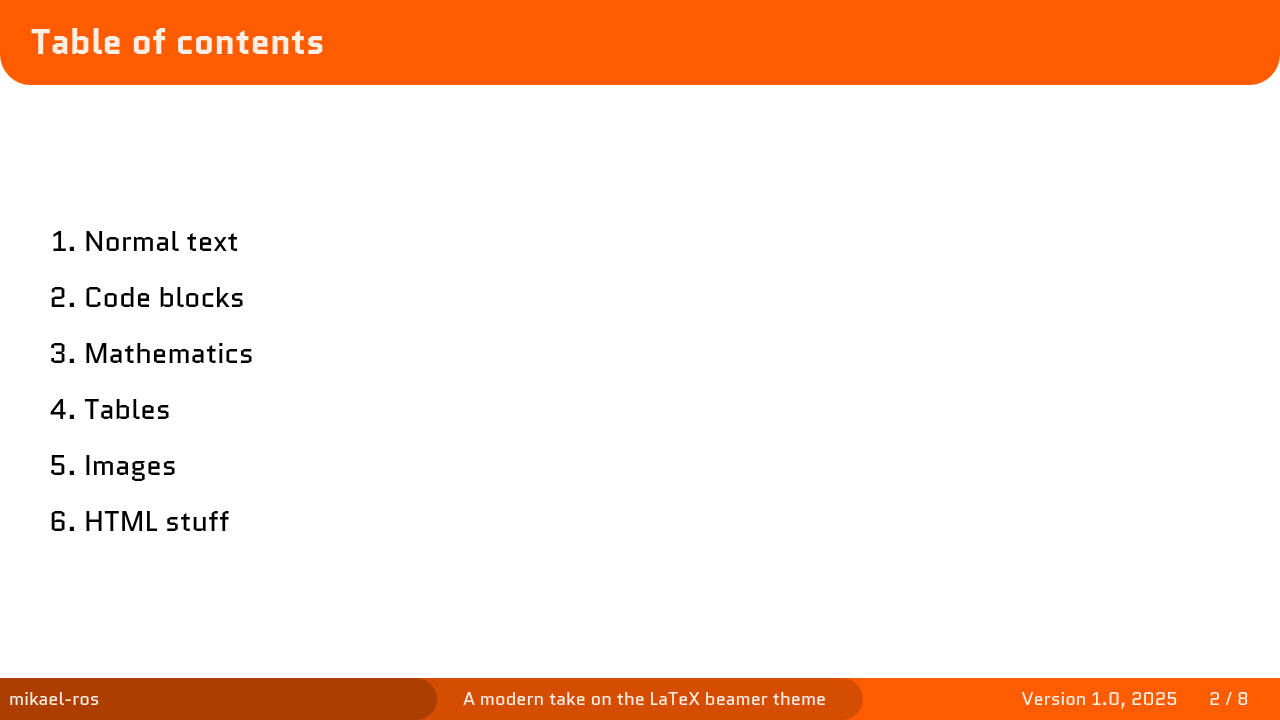 Table of contents
1. Normal text
2. Code blocks
3. Mathematics
4. Tables
5. Images
6. HTML stuff
mikael-ros
A modern take on the LaTeX beamer theme
Version 1.0, 2025
2 / 8